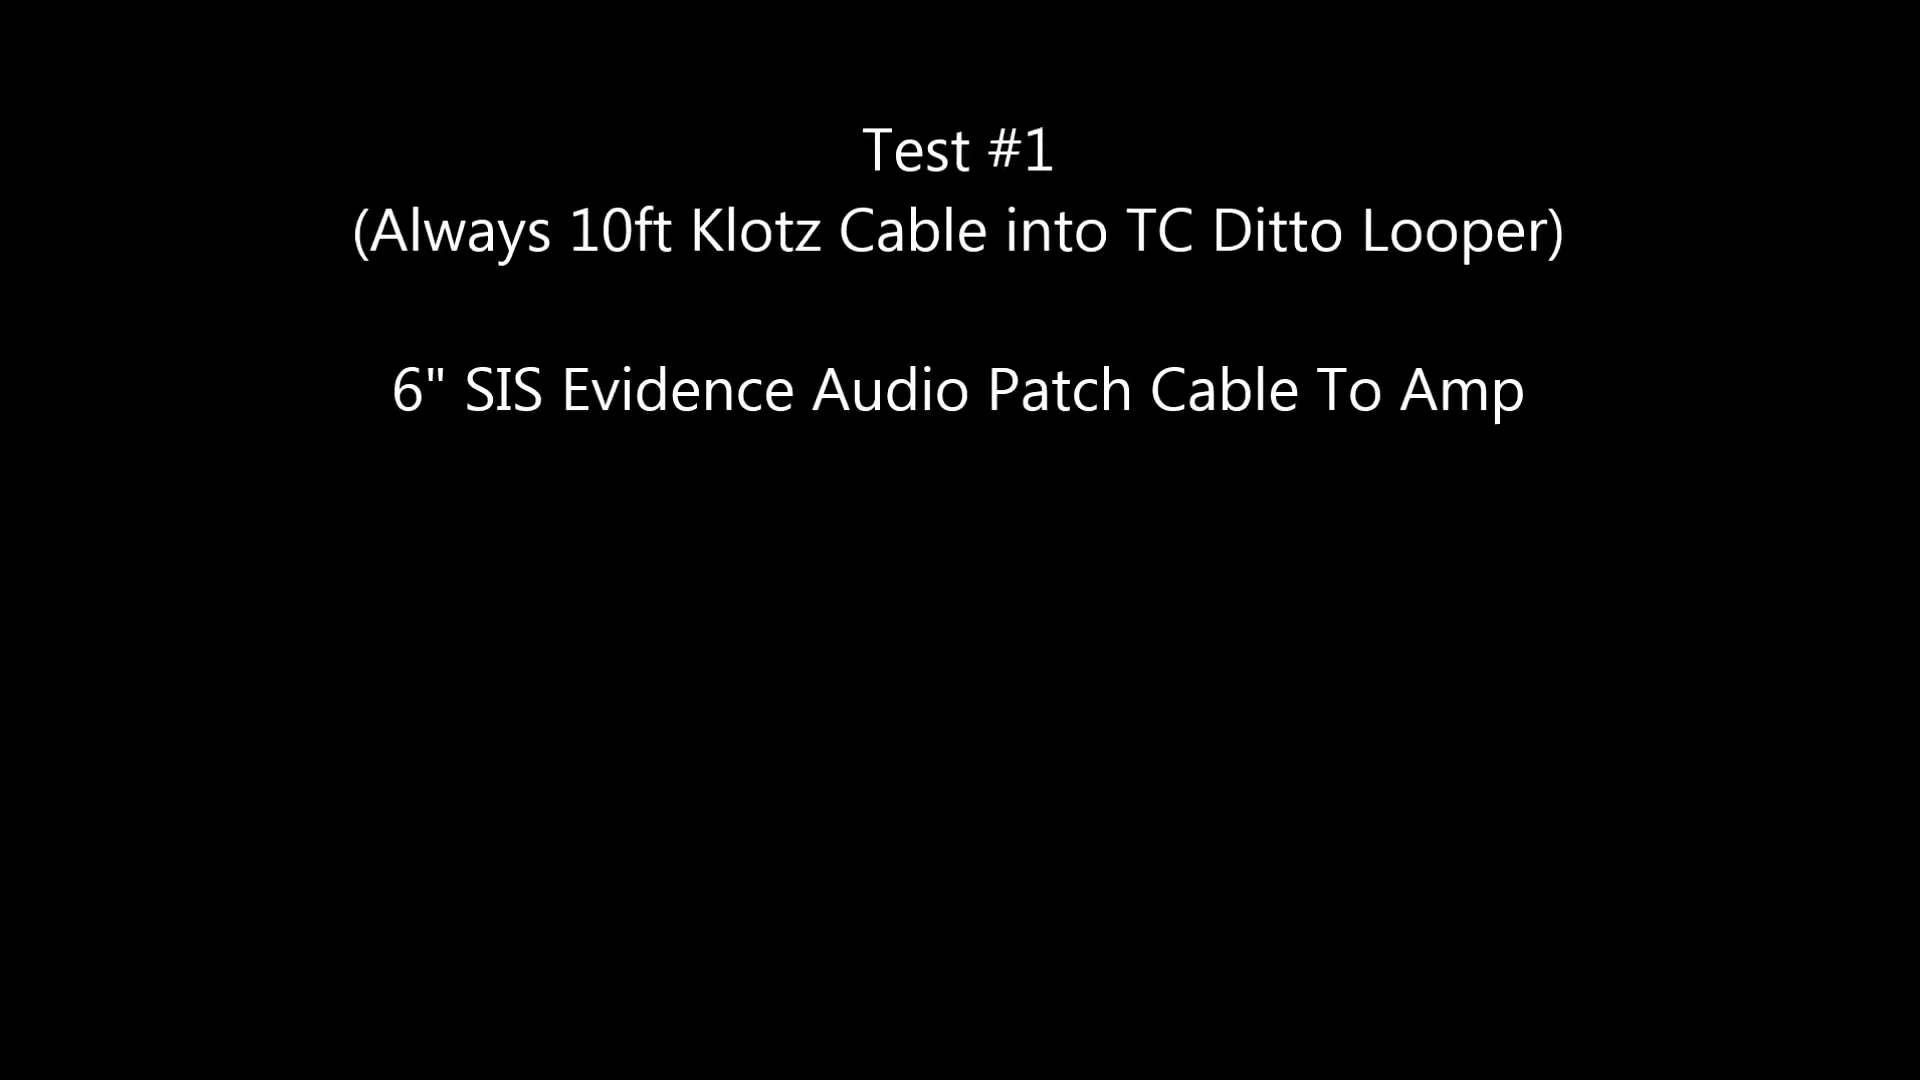 Test #1
(Always 10ft Klotz Cable into TC Ditto Looper)
6" SIS Evidence Audio Patch Cable To Amp